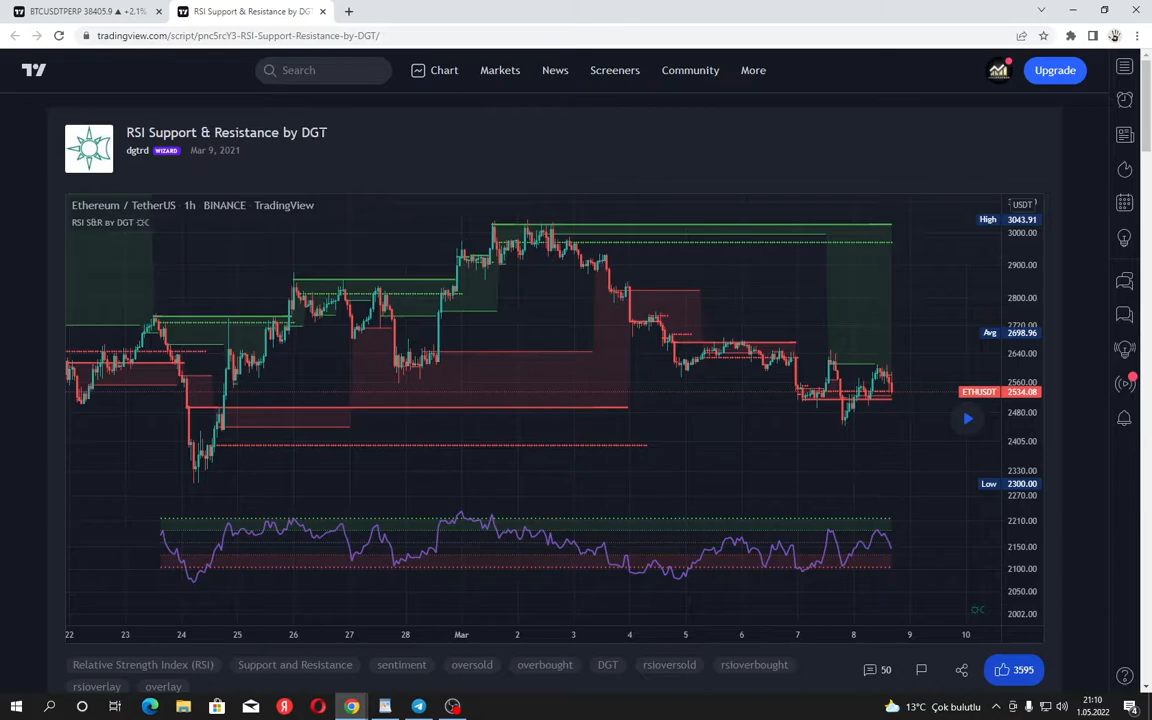 BTCUSDTPERP 38405.9 ▲ +2.1%
RSI Support & Resistance by DGT
tradingview.com/script/pnc5rcY3-RSI-Support-Resistance-by-DGT/
Search
Chart
Markets
News
Screeners
Community
More
Upgrade
RSI Support & Resistance by DGT
dgtrd WIZARD Mar 9, 2021
Ethereum / TetherUS · 1h · BINANCE · TradingView
RSI S&R BY DGT
USDT
High 3043.91
3000.00
2900.00
2800.00
2720.00
Avg 2698.96
2640.00
2560.00
ETHUSDT 2534.08
2480.00
2405.00
2330.00
Low 2300.00
2270.00
2210.00
2150.00
2100.00
2050.00
2002.00
22 23 24 25 26 27 28 Mar 2 3 4 5 6 7 8 9 10
Relative Strength Index (RSI)
Support and Resistance
sentiment
oversold
overbought
DGT
rsioversold
rsioverbought
50
3595
rsioverlay
overlay
13°C Çok bulutlu
21:10
1.05.2022
4